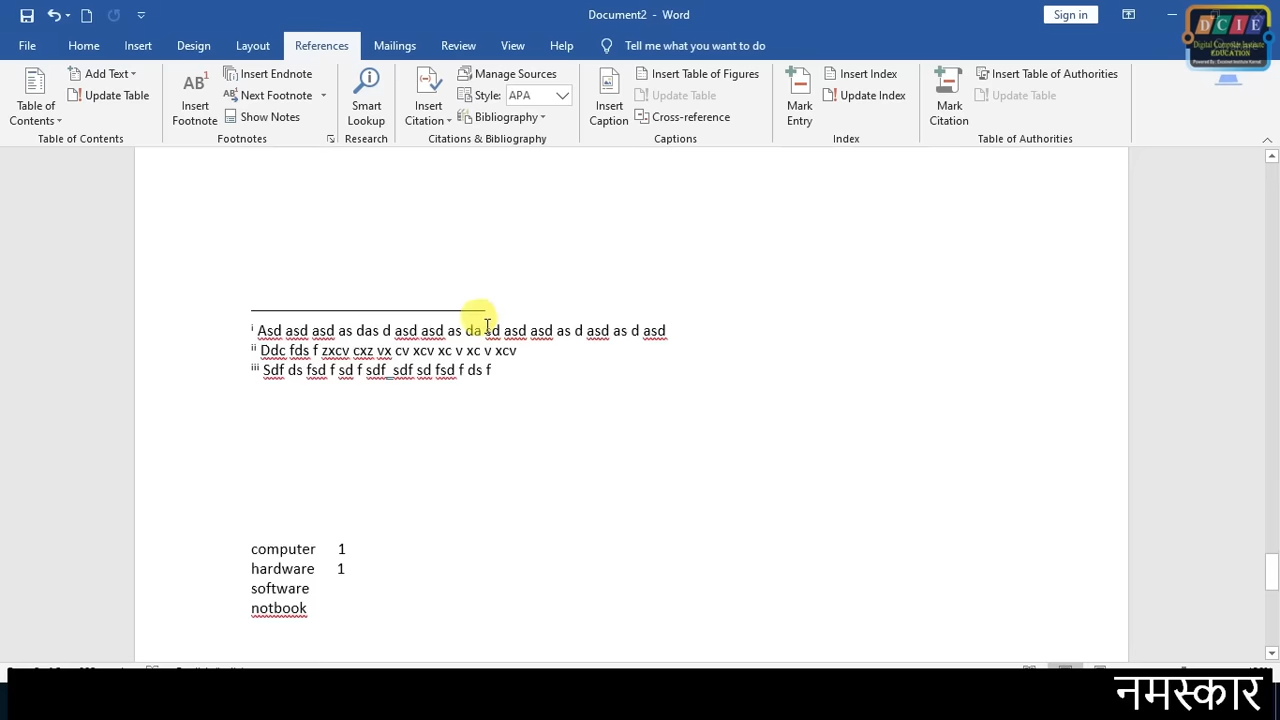 Document2 - Word
Sign in
File Home Insert Design Layout References Mailings Review View Help Tell me what you want to do
Table of Contents
Add Text
Update Table
Table of Contents
AB¹
Insert Footnote
Insert Endnote
Next Footnote
Show Notes
Footnotes
Smart Lookup
Research
Insert Citation
Manage Sources
Style: APA
Bibliography
Citations & Bibliography
Insert Caption
Insert Table of Figures
Update Table
Cross-reference
Captions
Mark Entry
Insert Index
Update Index
Index
Mark Citation
Insert Table of Authorities
Update Table
Table of Authorities
DCIE
Digital Computer Institute
EDUCATION
i Asd asd asd as das d asd asd as da sd asd asd as d asd as d asd
ii Ddc fds f zxcv cxz vx cv xcv xc v xc v xcv
iii Sdf ds fsd f sd f sdf sdf sd fsd f ds f
computer 1
hardware 1
software
notbook
नमस्कार